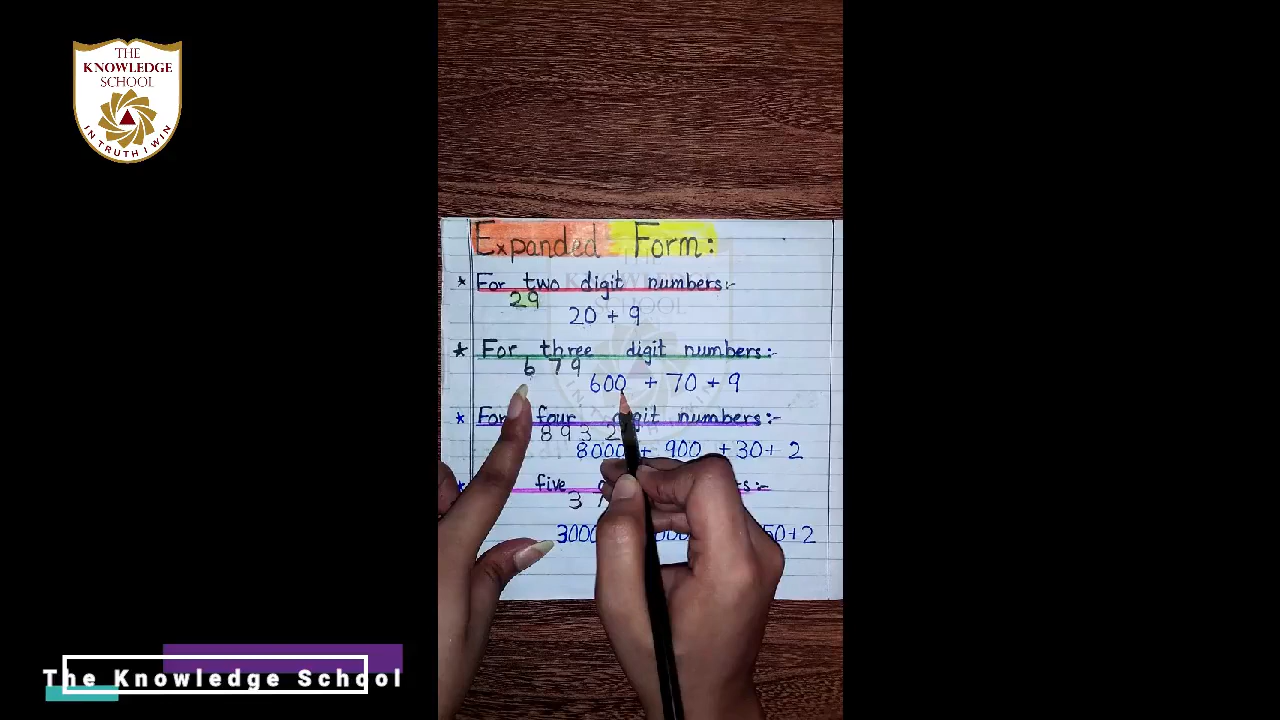 THE
KNOWLEDGE
SCHOOL
IN TRUTH I WIN
Expanded Form:
* For two digit numbers:-
29
20 + 9
* For three digit numbers:-
6 7 9
600 + 70 + 9
* For four digit numbers:-
8 9 3 2
8000 + 900 + 30 + 2
* five
3
50 + 2
The Knowledge School